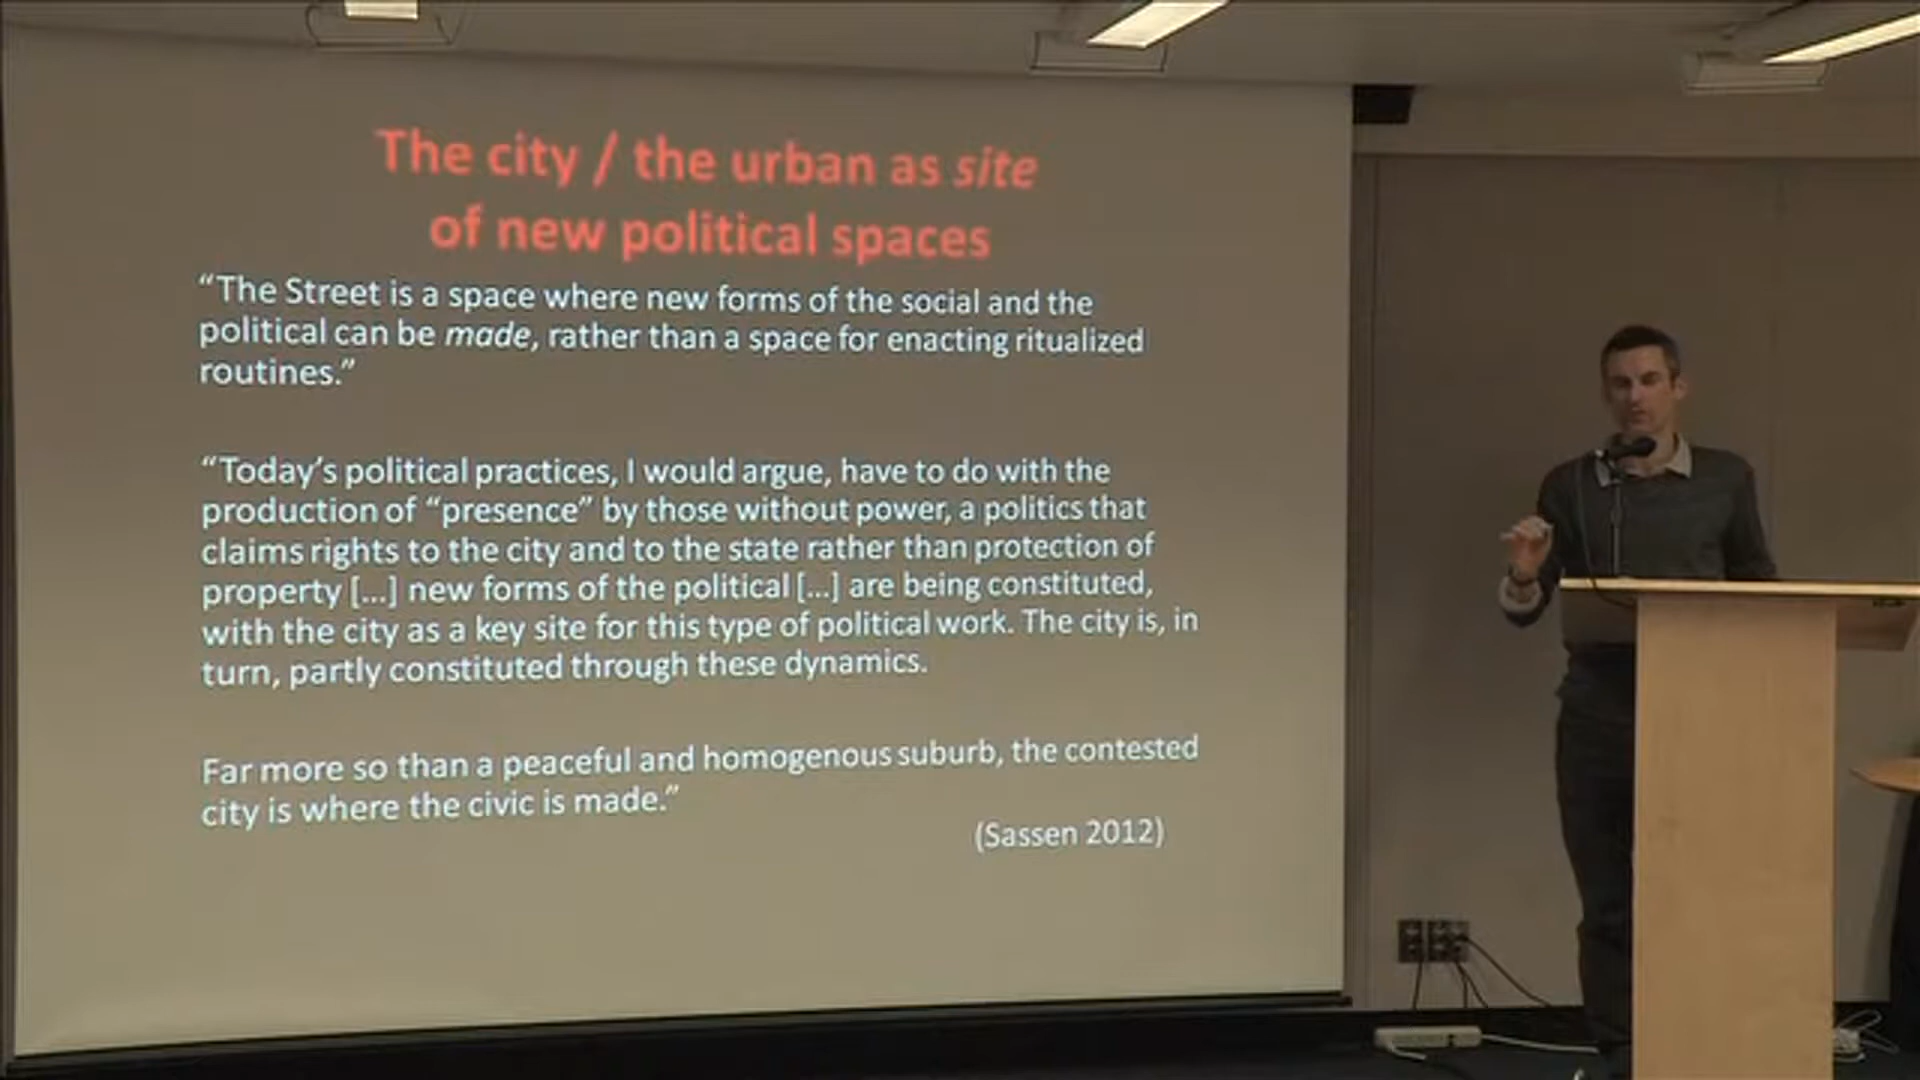 The city / the urban as site
of new political spaces
“The Street is a space where new forms of the social and the
political can be made, rather than a space for enacting ritualized
routines.”
“Today’s political practices, I would argue, have to do with the
production of “presence” by those without power, a politics that
claims rights to the city and to the state rather than protection of
property [...] new forms of the political [...] are being constituted,
with the city as a key site for this type of political work. The city is, in
turn, partly constituted through these dynamics.
Far more so than a peaceful and homogenous suburb, the contested
city is where the civic is made.”
(Sassen 2012)